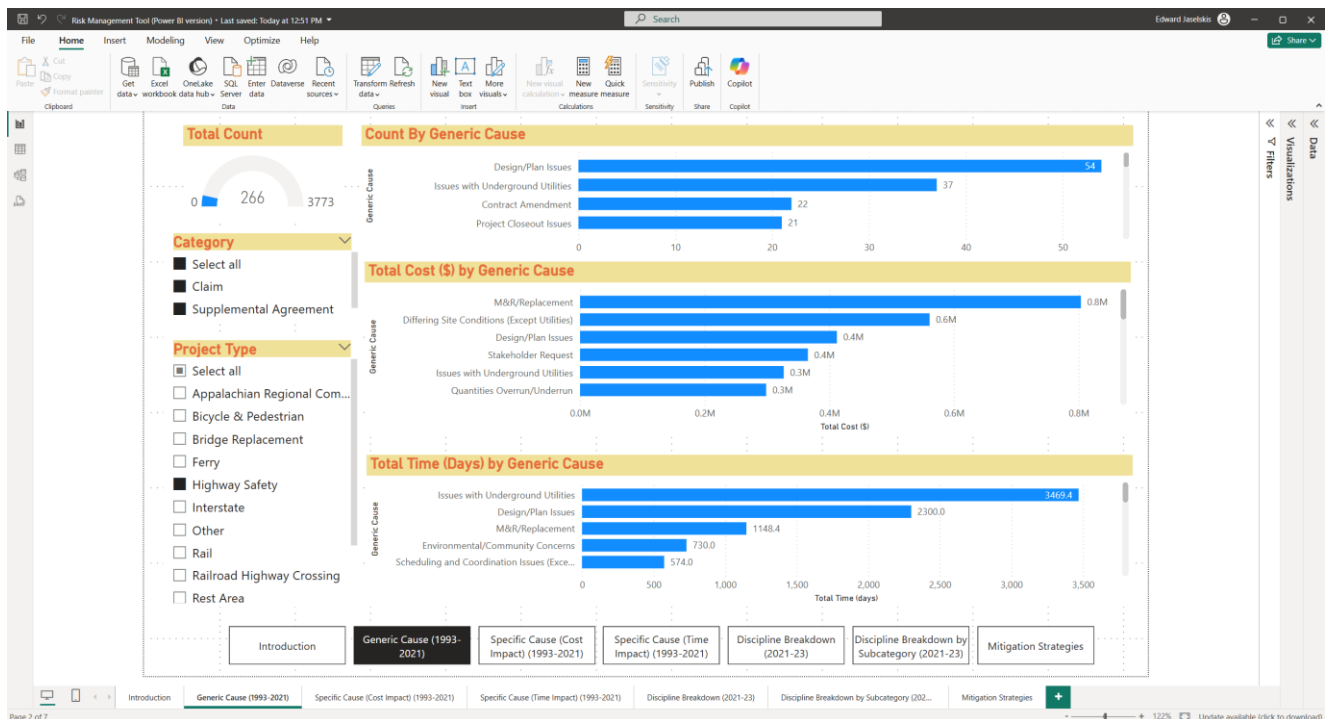 Risk Management Tool (Power BI version) • Last saved: Today at 12:51 PM
Search
Edward Jaselskis
File Home Insert Modeling View Optimize Help
Share
Paste
Cut
Copy
Format painter
Get data
Excel workbook
OneLake data hub
SQL Server
Enter data
Dataverse
Recent sources
Transform data
Refresh
New visual
Text box
More visuals
New visual calculation
New measure
Quick measure
Sensitivity
Publish
Copilot
Clipboard
Data
Queries
Insert
Calculations
Sensitivity
Share
Copilot
Total Count
266
0
3773
Category
Select all
Claim
Supplemental Agreement
Project Type
Select all
Appalachian Regional Com...
Bicycle & Pedestrian
Bridge Replacement
Ferry
Highway Safety
Interstate
Other
Rail
Railroad Highway Crossing
Rest Area
Count By Generic Cause
Generic Cause
Design/Plan Issues 54
Issues with Underground Utilities 37
Contract Amendment 22
Project Closeout Issues 21
0 10 20 30 40 50
Total Cost ($) by Generic Cause
Generic Cause
M&R/Replacement 0.8M
Differing Site Conditions (Except Utilities) 0.6M
Design/Plan Issues 0.4M
Stakeholder Request 0.4M
Issues with Underground Utilities 0.3M
Quantities Overrun/Underrun 0.3M
0.0M 0.2M 0.4M 0.6M 0.8M
Total Cost ($)
Total Time (Days) by Generic Cause
Generic Cause
Issues with Underground Utilities 3469.4
Design/Plan Issues 2300.0
M&R/Replacement 1148.4
Environmental/Community Concerns 730.0
Scheduling and Coordination Issues (Exce... 574.0
0 500 1,000 1,500 2,000 2,500 3,000 3,500
Total Time (days)
Filters
Visualizations
Data
Introduction
Generic Cause (1993-
2021)
Specific Cause (Cost
Impact) (1993-2021)
Specific Cause (Time
Impact) (1993-2021)
Discipline Breakdown
(2021-23)
Discipline Breakdown by
Subcategory (2021-23)
Mitigation Strategies
Introduction
Generic Cause (1993-2021)
Specific Cause (Cost Impact) (1993-2021)
Specific Cause (Time Impact) (1993-2021)
Discipline Breakdown (2021-23)
Discipline Breakdown by Subcategory (202...
Mitigation Strategies
Page 2 of 7
122%
Update available (click to download)